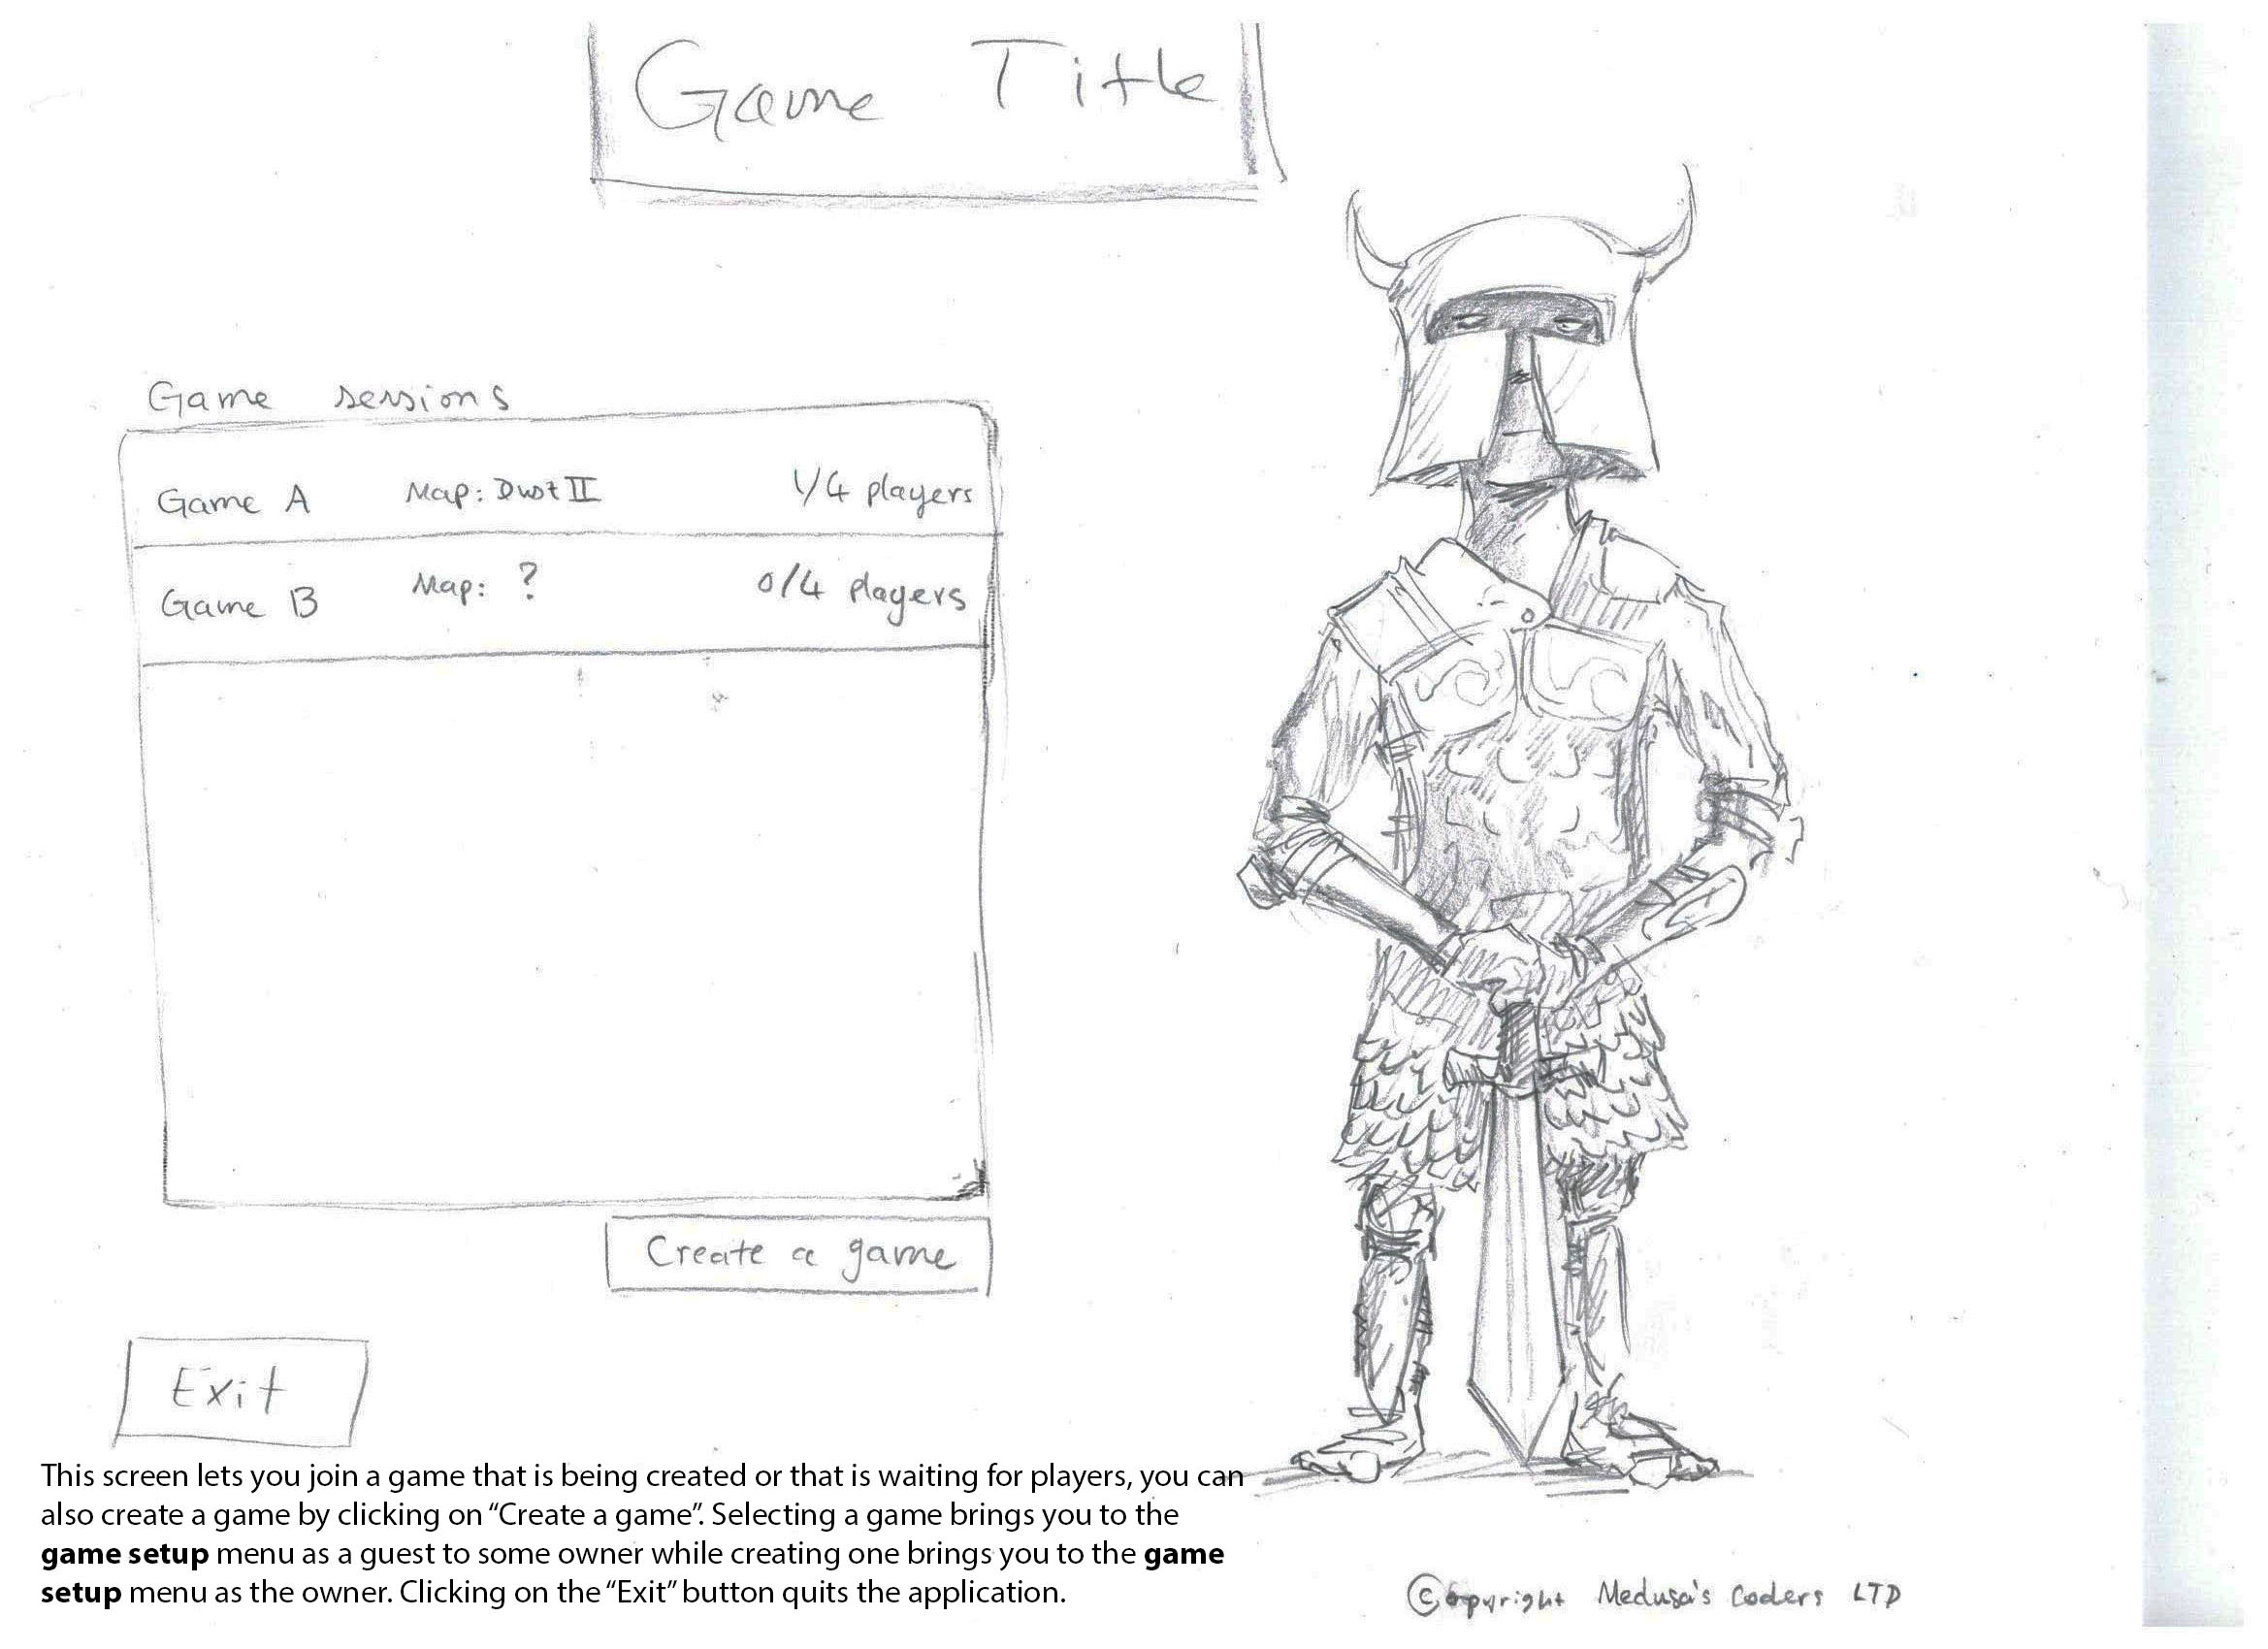 Game Title
Game sessions
Game A Map: Dust II 1/4 players
Game B Map: ? 0/4 players
Create a game
Exit
This screen lets you join a game that is being created or that is waiting for players, you can
also create a game by clicking on “Create a game”. Selecting a game brings you to the
game setup menu as a guest to some owner while creating one brings you to the game
setup menu as the owner. Clicking on the “Exit” button quits the application.
©opyright Medusa's Coders LTD